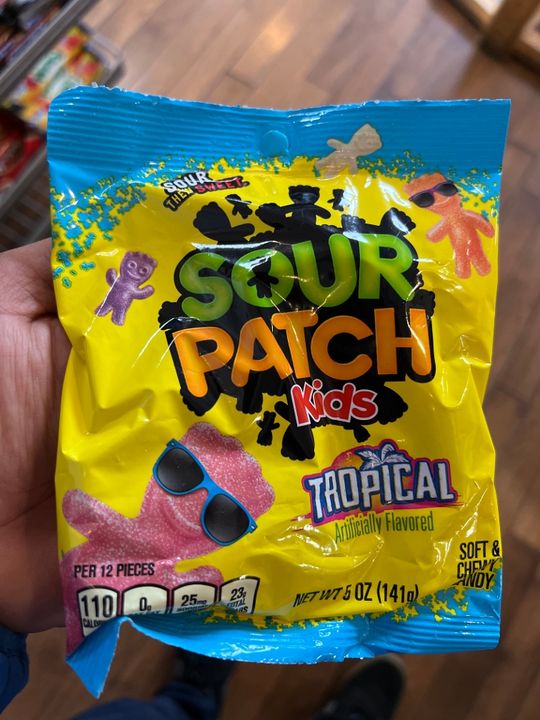 SOUR
THEN SWEET.
SOUR
PATCH
Kids
TROPICAL
Artificially Flavored
SOFT &
CHEWY
CANDY
PER 12 PIECES
110 0g 25mg 23g
NET WT 5 OZ (141g)